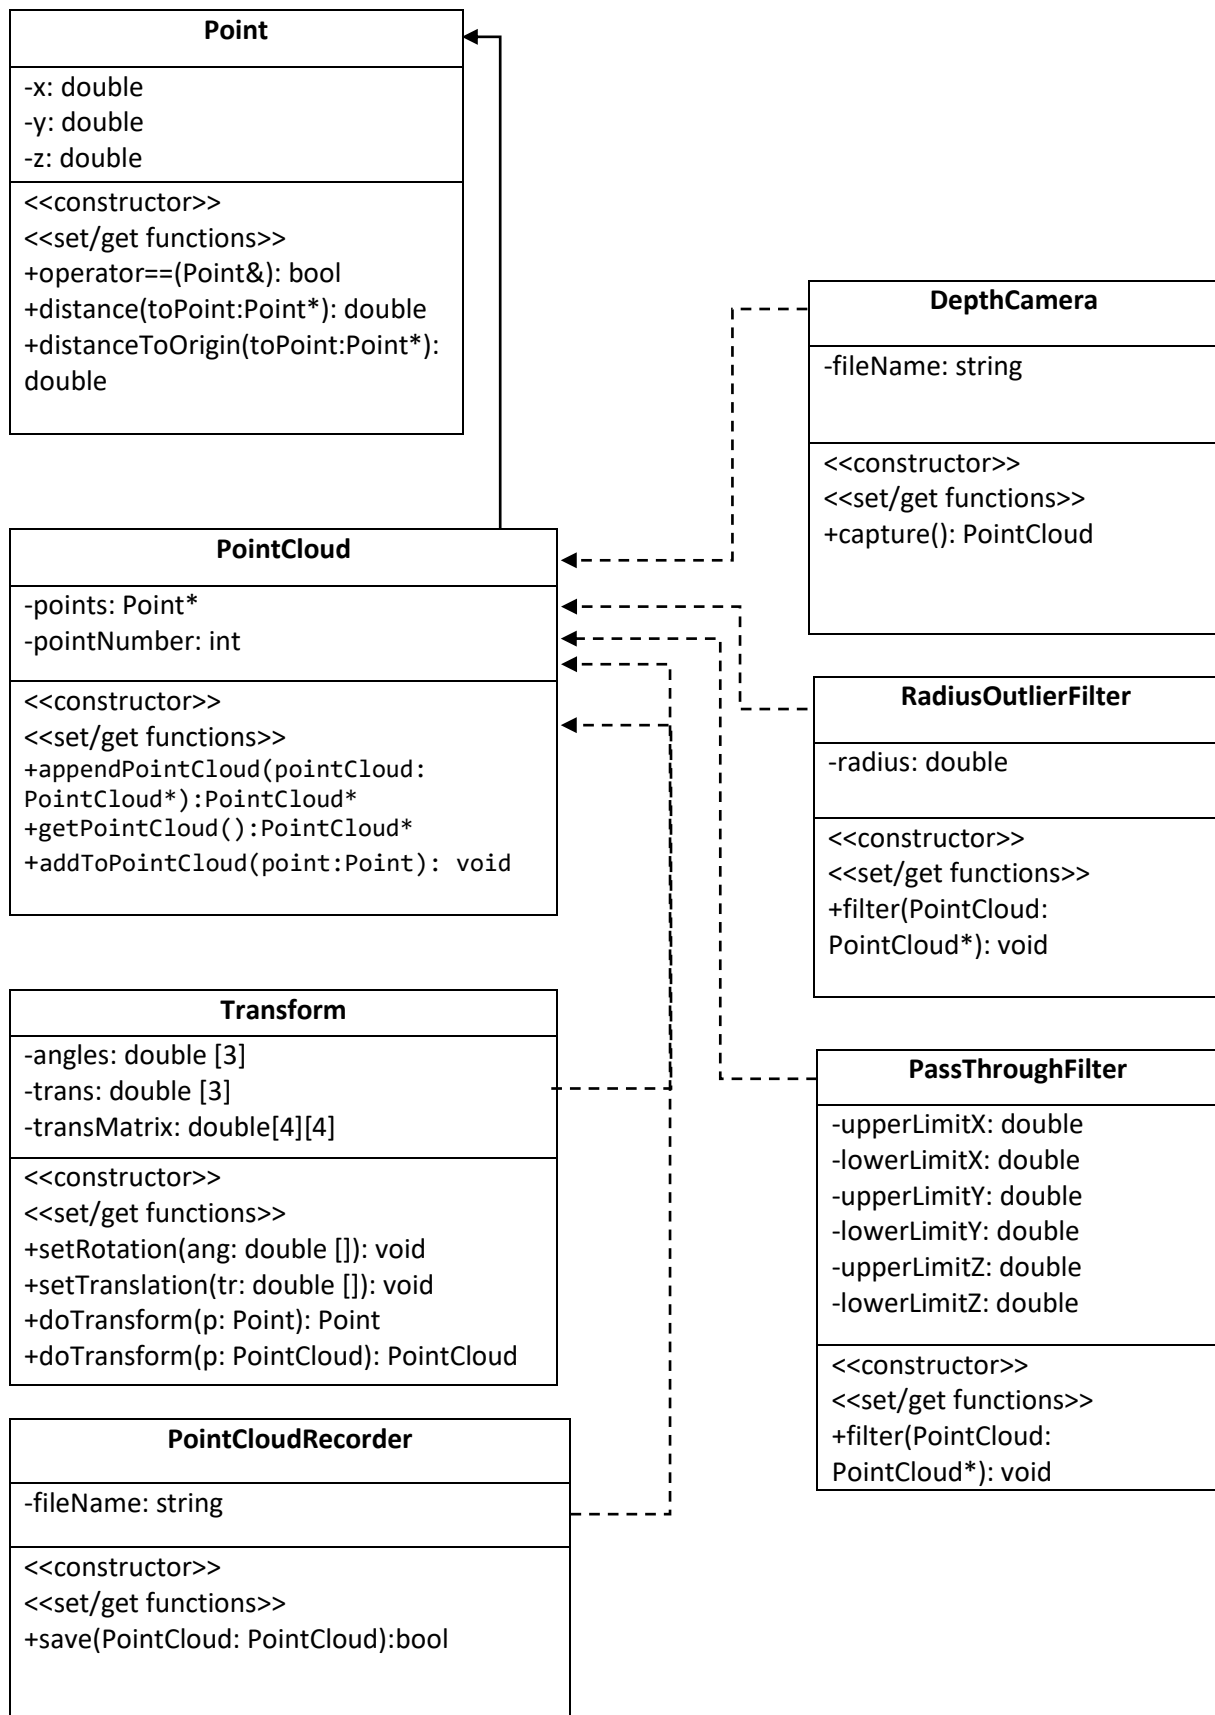 Point
-x: double
-y: double
-z: double
<<constructor>>
<<set/get functions>>
+operator==(Point&): bool
+distance(toPoint:Point*): double
+distanceToOrigin(toPoint:Point*):
double
PointCloud
-points: Point*
-pointNumber: int
<<constructor>>
<<set/get functions>>
+appendPointCloud(pointCloud:
PointCloud*):PointCloud*
+getPointCloud():PointCloud*
+addToPointCloud(point:Point): void
Transform
-angles: double [3]
-trans: double [3]
-transMatrix: double[4][4]
<<constructor>>
<<set/get functions>>
+setRotation(ang: double []): void
+setTranslation(tr: double []): void
+doTransform(p: Point): Point
+doTransform(p: PointCloud): PointCloud
PointCloudRecorder
-fileName: string
<<constructor>>
<<set/get functions>>
+save(PointCloud: PointCloud):bool
DepthCamera
-fileName: string
<<constructor>>
<<set/get functions>>
+capture(): PointCloud
RadiusOutlierFilter
-radius: double
<<constructor>>
<<set/get functions>>
+filter(PointCloud:
PointCloud*): void
PassThroughFilter
-upperLimitX: double
-lowerLimitX: double
-upperLimitY: double
-lowerLimitY: double
-upperLimitZ: double
-lowerLimitZ: double
<<constructor>>
<<set/get functions>>
+filter(PointCloud:
PointCloud*): void